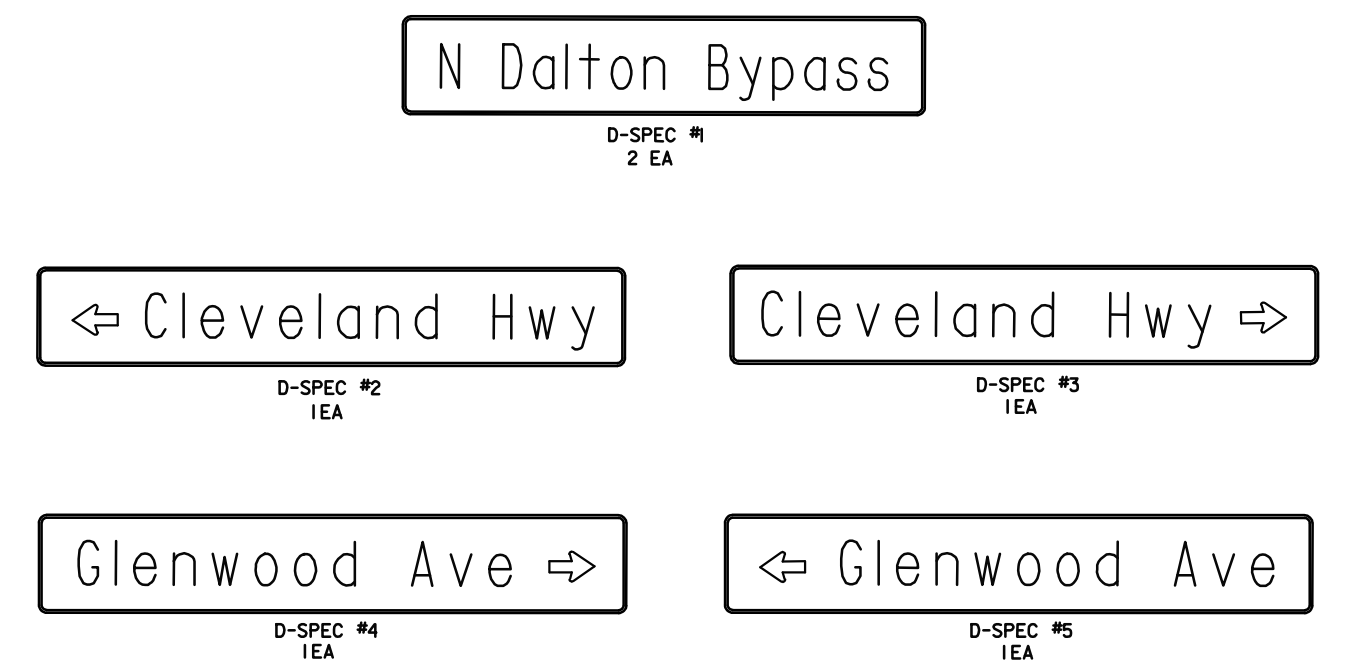 N Dalton Bypass
D-SPEC #1
2 EA
Cleveland Hwy
D-SPEC #2
1EA
Cleveland Hwy
D-SPEC #3
1EA
Glenwood Ave
D-SPEC #4
1EA
Glenwood Ave
D-SPEC #5
1EA